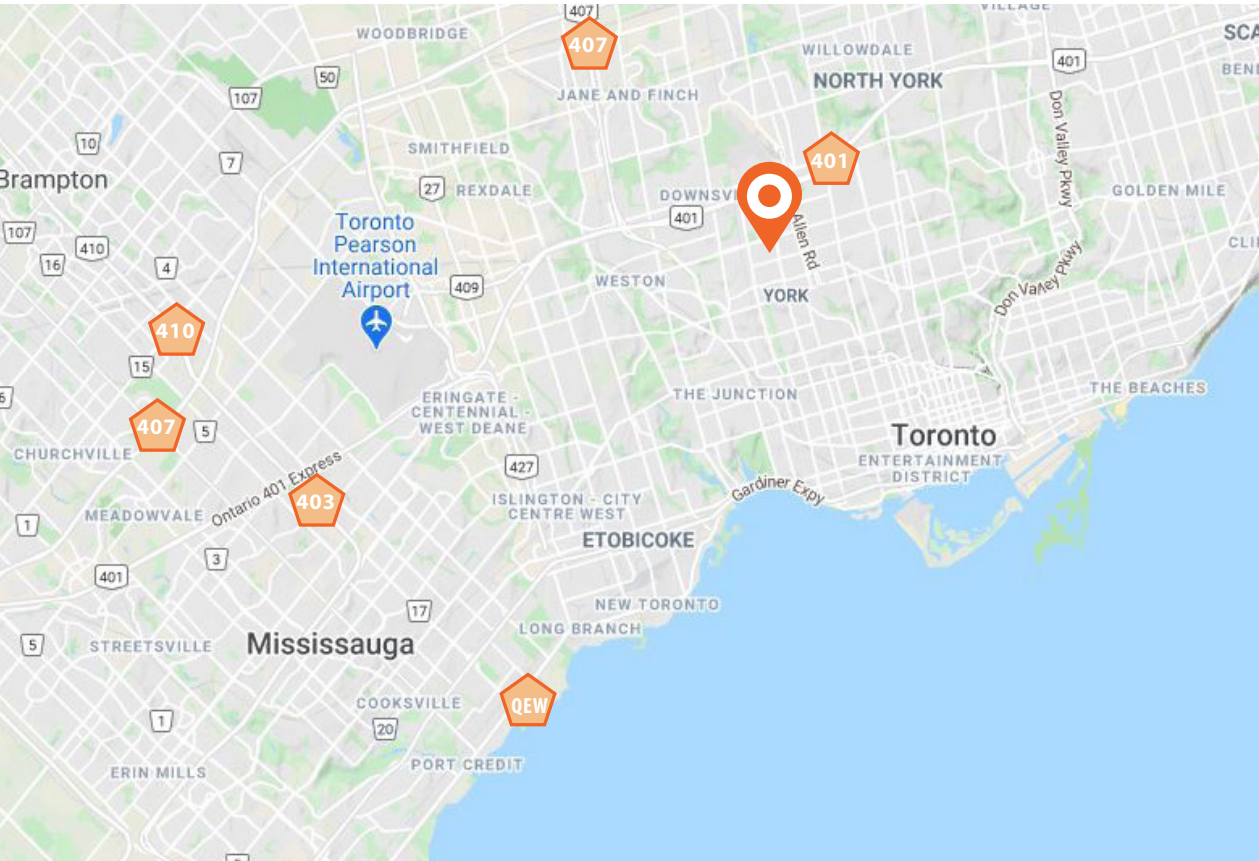 VILLAGE
407
407
WOODBRIDGE
WILLOWDALE
SCA
401
NORTH YORK
BEN
50
107
JANE AND FINCH
Don Valley Pkwy
10
SMITHFIELD
7
401
Brampton
27
REXDALE
DOWNSVI
GOLDEN MILE
401
Allen Rd
Toronto
Pearson
International
Airport
107
410
16
4
CLI
WESTON
409
YORK
Don Valley Pkwy
410
15
ERINGATE -
CENTENNIAL -
WEST DEANE
THE JUNCTION
THE BEACHES
407
5
Toronto
CHURCHVILLE
ENTERTAINMENT
DISTRICT
427
Ontario 401 Express
Gardiner Expy
403
ISLINGTON - CITY
CENTRE WEST
MEADOWVALE
1
ETOBICOKE
3
401
NEW TORONTO
17
LONG BRANCH
5
STREETSVILLE
Mississauga
COOKSVILLE
QEW
1
20
PORT CREDIT
ERIN MILLS